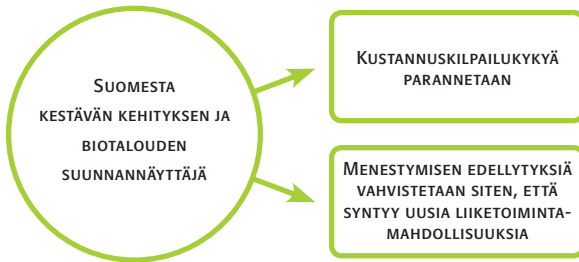 Suomesta
kestävän kehityksen ja
biotalouden
suunnannäyttäjä
Kustannuskilpailukykyä
parannetaan
Menestymisen edellytyksiä
vahvistetaan siten, että
syntyy uusia liiketoiminta-
mahdollisuuksia